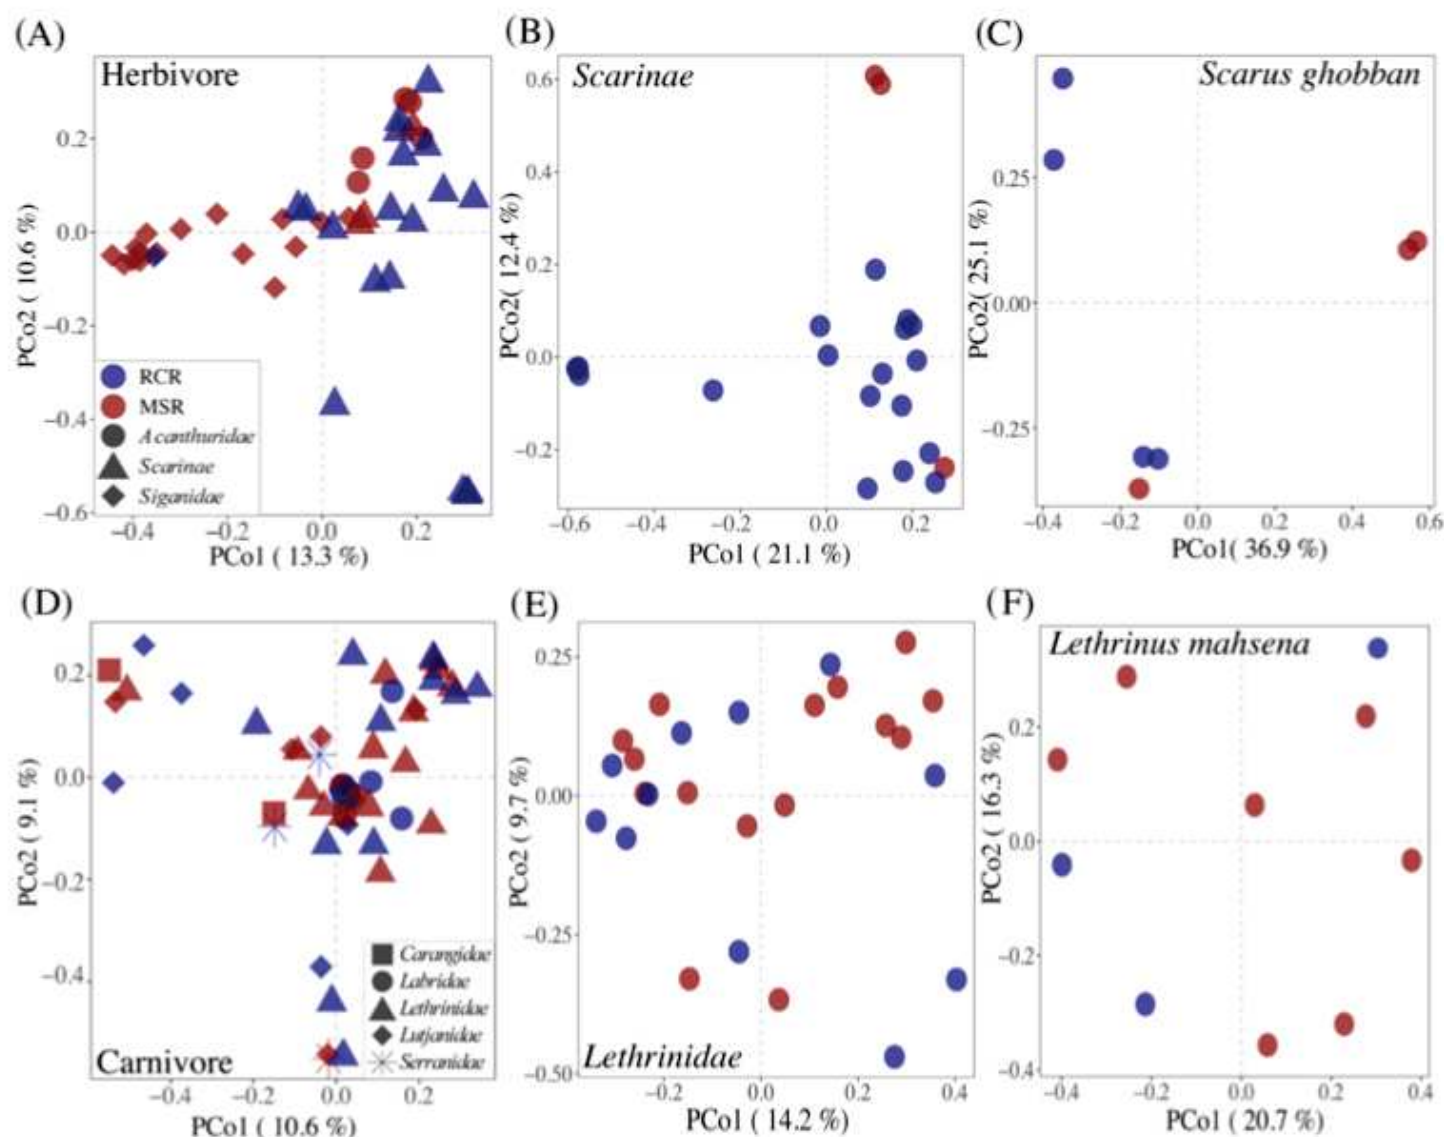 (A)
Herbivore
0.2
0.0
−0.2
−0.4
−0.6
PCo2 ( 10.6 %)
RCR
MSR
Acanthuridae
Scarinae
Siganidae
−0.4
−0.2
0.0
0.2
PCo1 ( 13.3 %)
(B)
Scarinae
0.6
0.4
0.2
0.0
−0.2
PCo2( 12.4 %)
−0.6
−0.4
−0.2
0.0
0.2
PCo1 ( 21.1 %)
(C)
Scarus ghobban
0.25
0.00
−0.25
PCo2( 25.1 %)
−0.4
−0.2
0.0
0.2
0.4
0.6
PCo1( 36.9 %)
(D)
0.2
0.0
−0.2
−0.4
PCo2 ( 9.1 %)
Carangidae
Labridae
Lethrinidae
Lutjanidae
Serranidae
Carnivore
−0.4
−0.2
0.0
0.2
PCo1 ( 10.6 %)
(E)
0.25
0.00
−0.25
−0.50
PCo2 ( 9.7 %)
Lethrinidae
−0.2
0.0
0.2
0.4
PCo1 ( 14.2 %)
(F)
Lethrinus mahsena
0.2
0.0
−0.2
−0.4
PCo2 ( 16.3 %)
−0.4
−0.2
0.0
0.2
0.4
PCo1 ( 20.7 %)